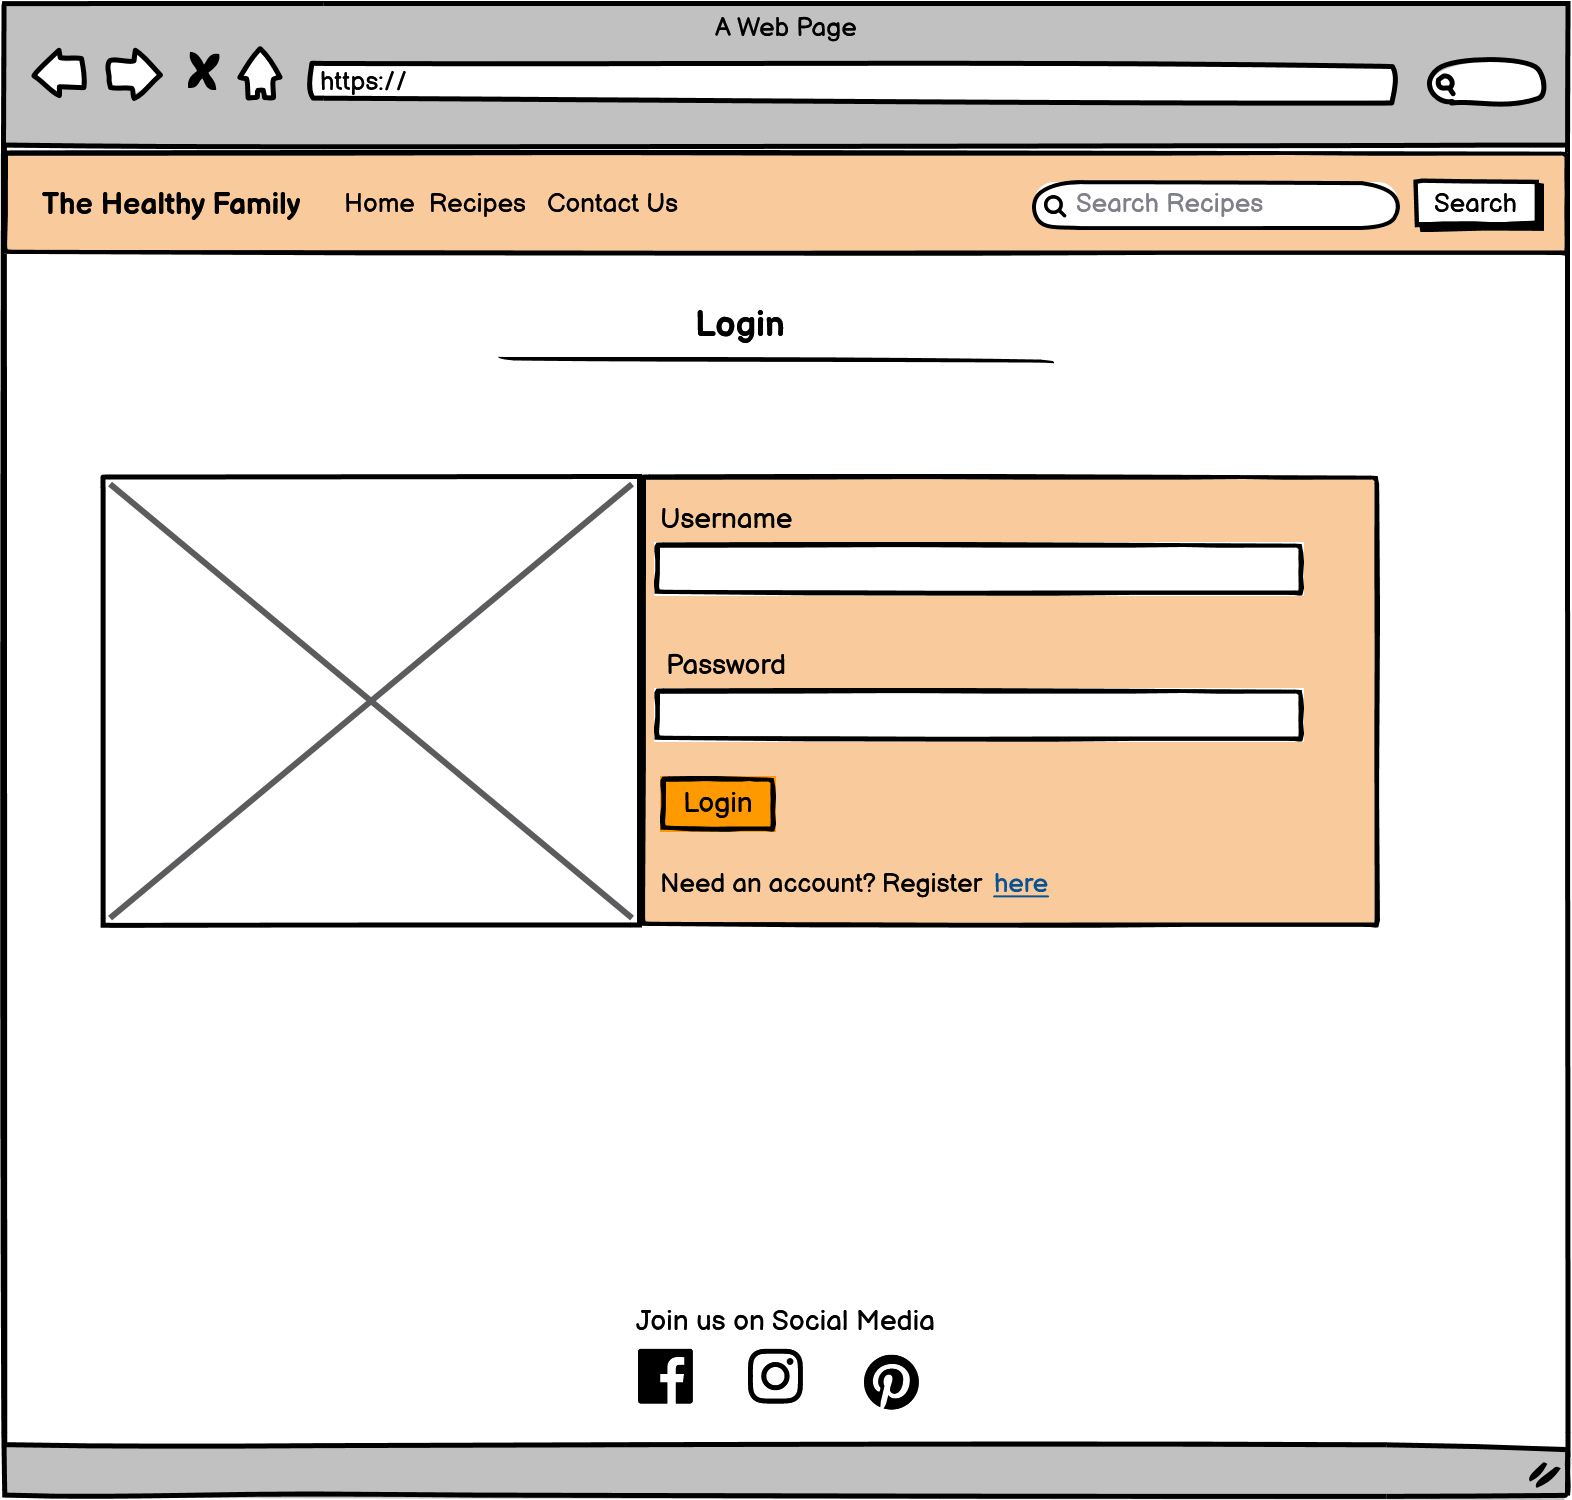 A Web Page
https://
The Healthy Family Home Recipes Contact Us Search Recipes Search
Login
Username
Password
Login
Need an account? Register here
Join us on Social Media